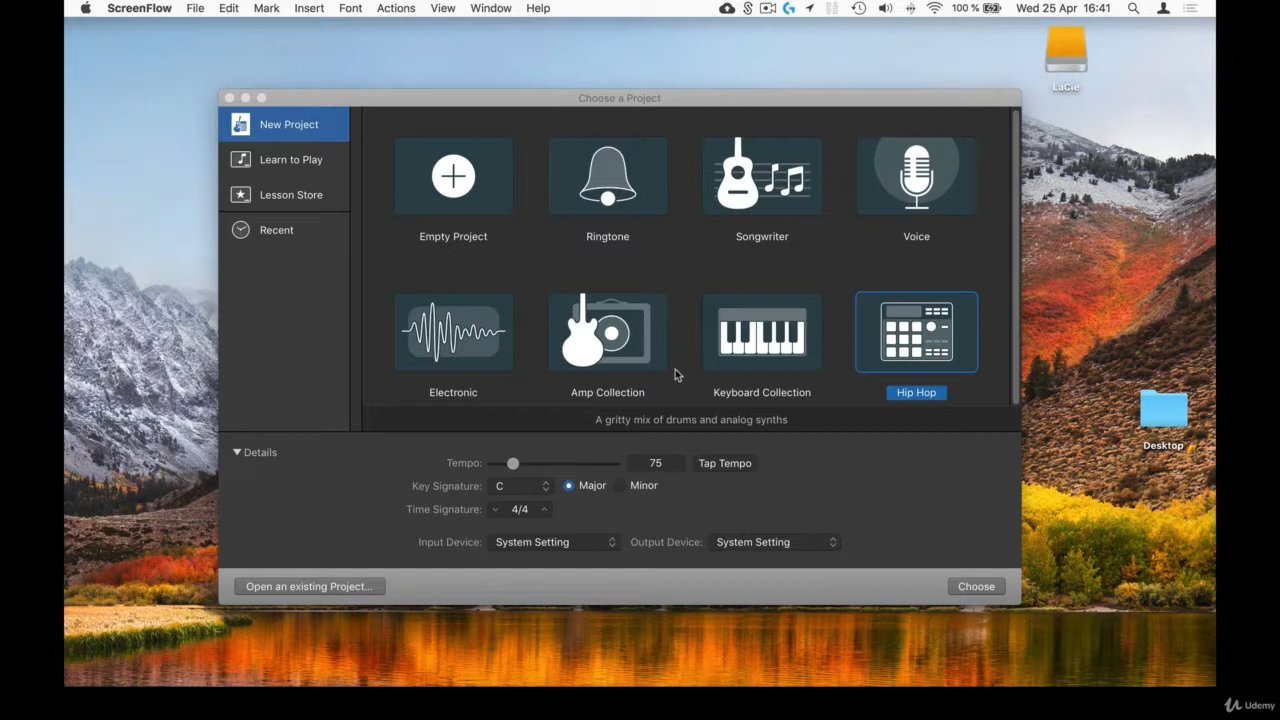 ScreenFlow File Edit Mark Insert Font Actions View Window Help 100 % Wed 25 Apr 16:41
LaCie
Choose a Project
New Project
Learn to Play
Lesson Store
Recent
Empty Project Ringtone Songwriter Voice
Electronic Amp Collection Keyboard Collection Hip Hop
A gritty mix of drums and analog synths
Desktop
Details
Tempo: 75 Tap Tempo
Key Signature: C Major Minor
Time Signature: 4/4
Input Device: System Setting Output Device: System Setting
Open an existing Project... Choose
Udemy